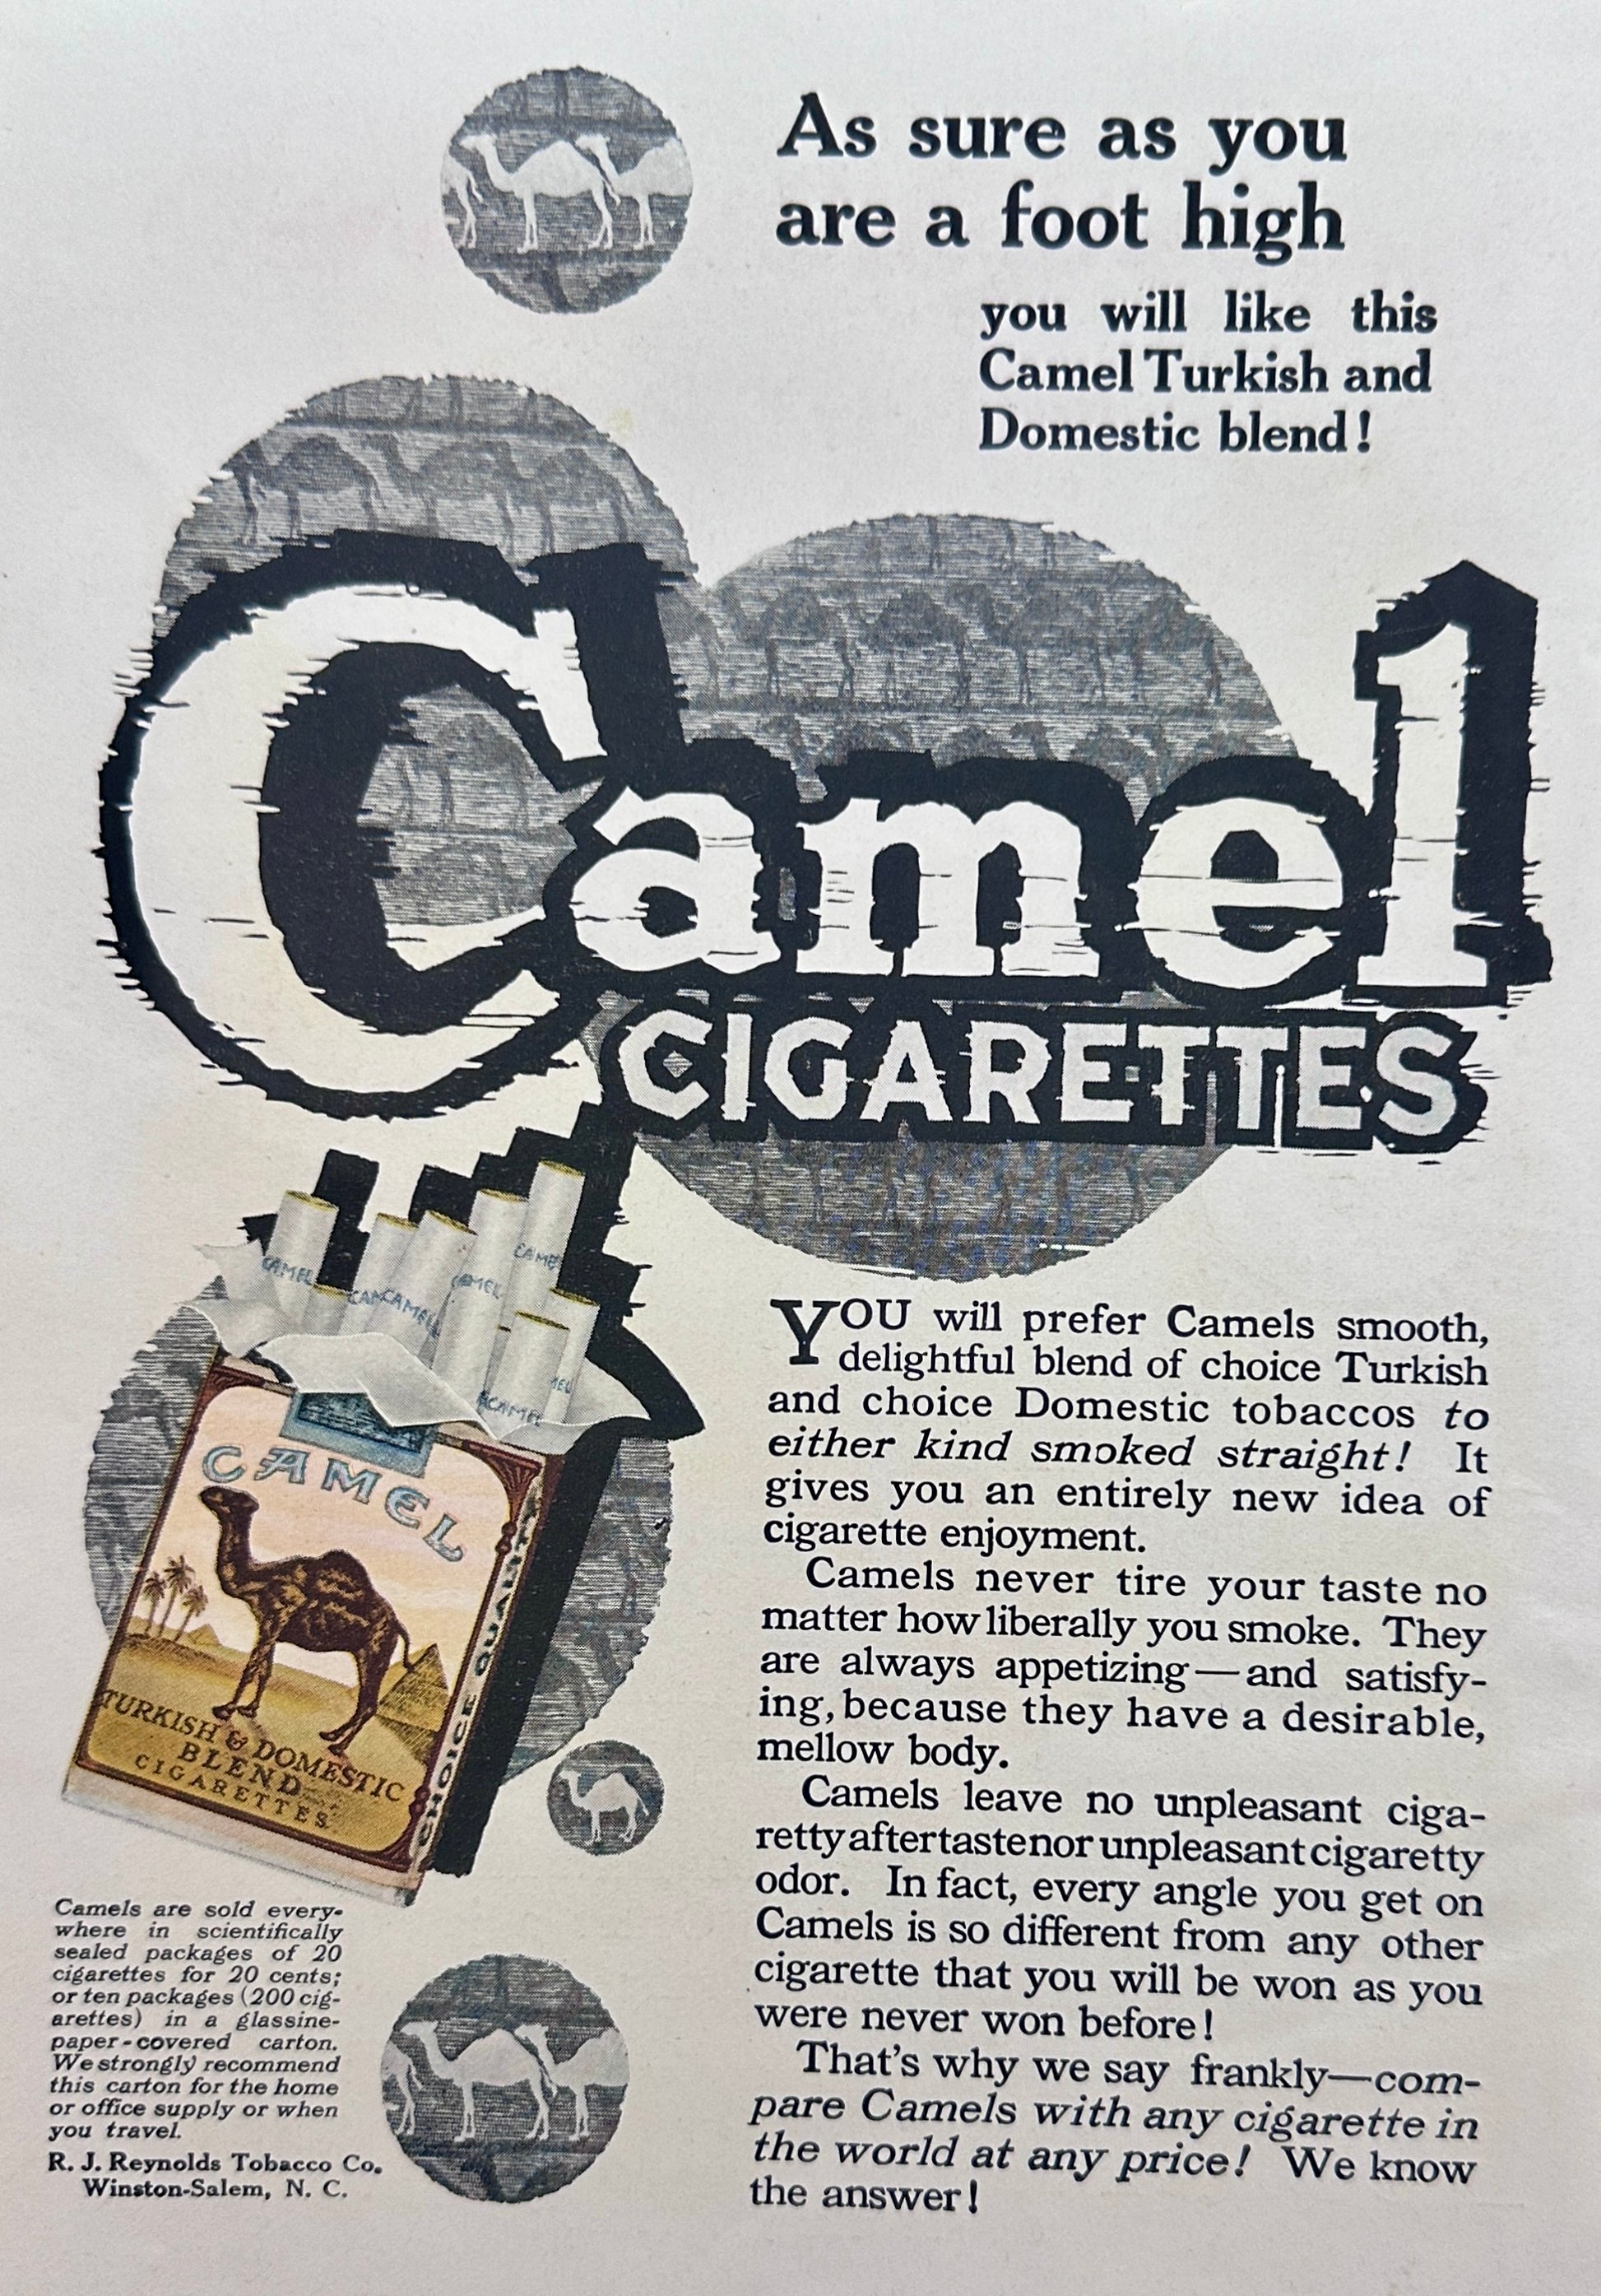 As sure as you
are a foot high
you will like this
Camel Turkish and
Domestic blend!
Camel
CIGARETTES
CAMEL
CAMEL
CAMEL
CAMEL
CAMEL
CAMEL
TURKISH & DOMESTIC
BLEND
CIGARETTES
CHOICE QUALITY
YOU will prefer Camels smooth,
delightful blend of choice Turkish
and choice Domestic tobaccos to
either kind smoked straight! It
gives you an entirely new idea of
cigarette enjoyment.
Camels never tire your taste no
matter how liberally you smoke. They
are always appetizing—and satisfy-
ing, because they have a desirable,
mellow body.
Camels leave no unpleasant ciga-
retty aftertaste nor unpleasant cigaretty
odor. In fact, every angle you get on
Camels is so different from any other
cigarette that you will be won as you
were never won before!
That's why we say frankly—com-
pare Camels with any cigarette in
the world at any price! We know
the answer!
Camels are sold every-
where in scientifically
sealed packages of 20
cigarettes for 20 cents;
or ten packages (200 cig-
arettes) in a glassine-
paper-covered carton.
We strongly recommend
this carton for the home
or office supply or when
you travel.
R. J. Reynolds Tobacco Co.
Winston-Salem, N. C.